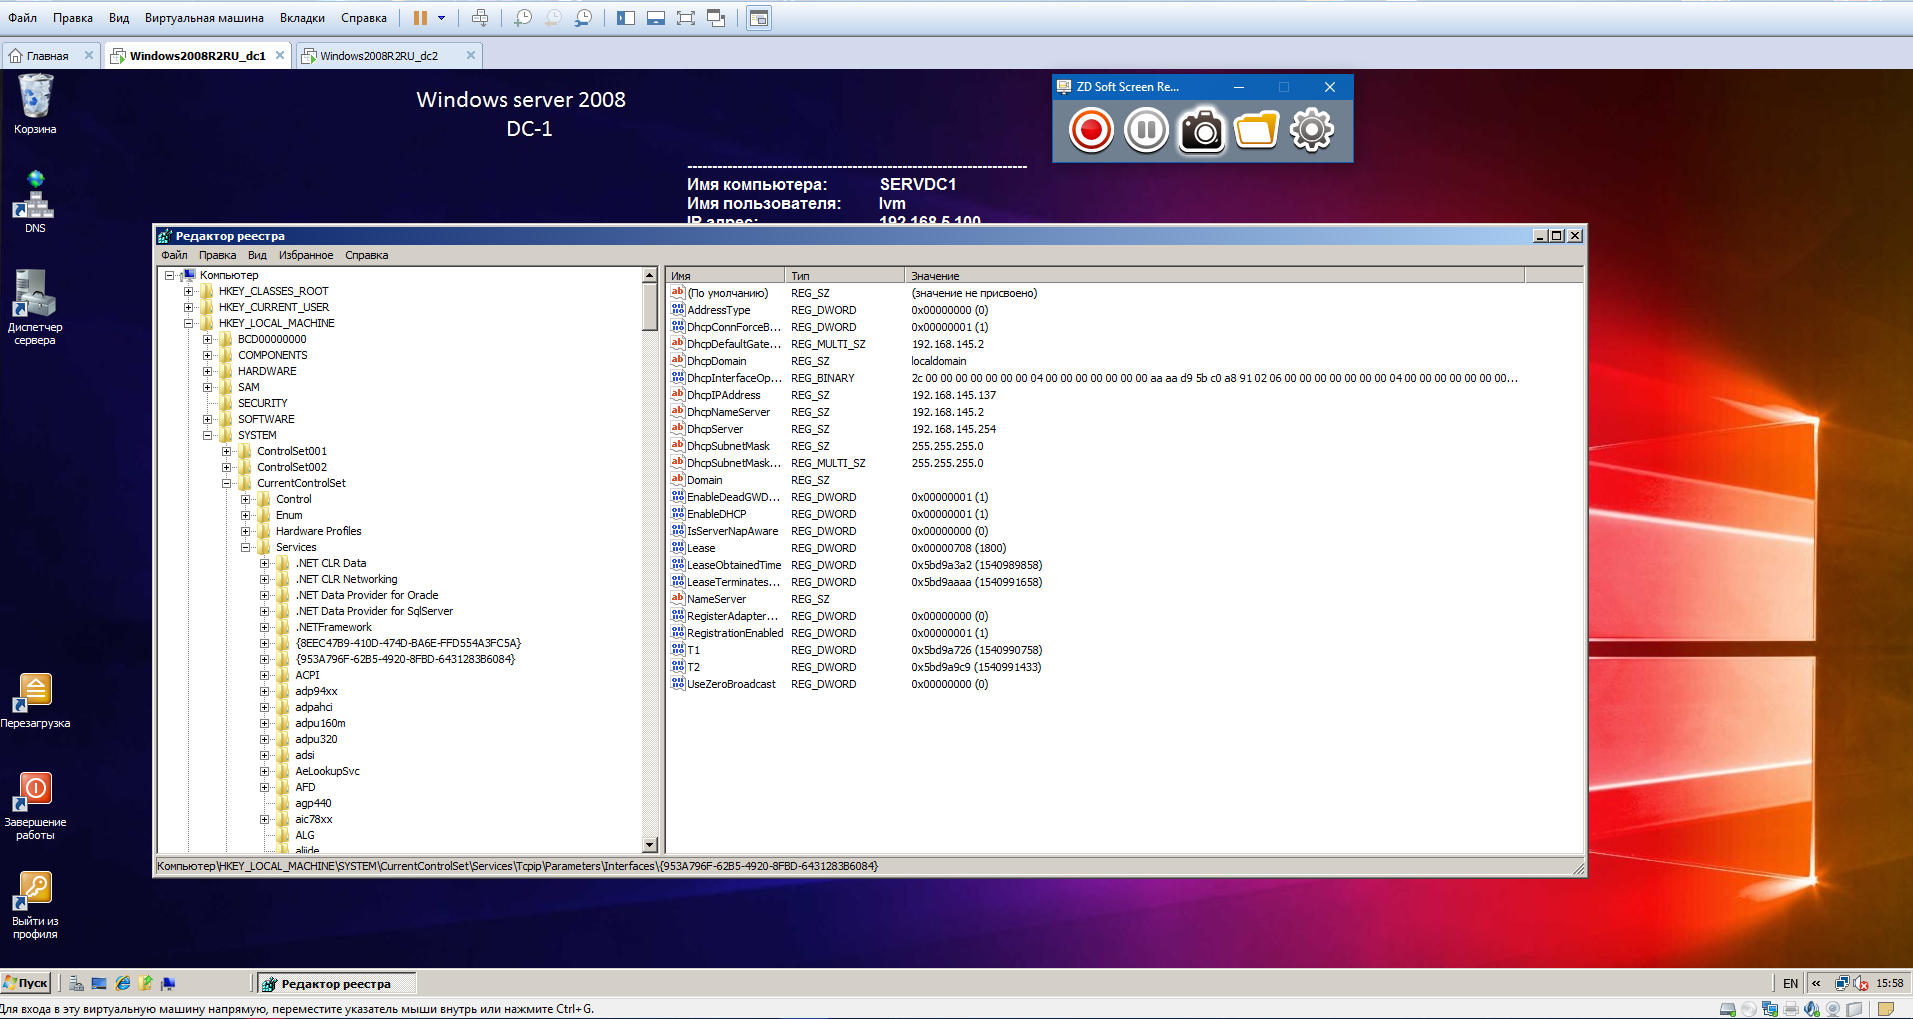 Файл Правка Вид Виртуальная машина Вкладки Справка
Главная Windows2008R2RU_dc1 Windows2008R2RU_dc2
Корзина
DNS
Диспетчер
сервера
Перезагрузка
Завершение
работы
Выйти из
профиля
Windows server 2008
DC-1
ZD Soft Screen Re...
--------------------------------------------------------------------
Имя компьютера: SERVDC1
Имя пользователя: lvm
IP адрес: 192.168.5.100
Редактор реестра
Файл Правка Вид Избранное Справка
Компьютер
HKEY_CLASSES_ROOT
HKEY_CURRENT_USER
HKEY_LOCAL_MACHINE
BCD00000000
COMPONENTS
HARDWARE
SAM
SECURITY
SOFTWARE
SYSTEM
ControlSet001
ControlSet002
CurrentControlSet
Control
Enum
Hardware Profiles
Services
.NET CLR Data
.NET CLR Networking
.NET Data Provider for Oracle
.NET Data Provider for SqlServer
.NETFramework
{8EEC47B9-410D-474D-BA6E-FFD554A3FC5A}
{953A796F-62B5-4920-8FBD-6431283B6084}
ACPI
adp94xx
adpahci
adpu160m
adpu320
adsi
AeLookupSvc
AFD
agp440
aic78xx
ALG
aliide
Имя Тип Значение
(По умолчанию) REG_SZ (значение не присвоено)
AddressType REG_DWORD 0x00000000 (0)
DhcpConnForceB... REG_DWORD 0x00000001 (1)
DhcpDefaultGate... REG_MULTI_SZ 192.168.145.2
DhcpDomain REG_SZ localdomain
DhcpInterfaceOp... REG_BINARY 2c 00 00 00 00 00 00 00 04 00 00 00 00 00 00 00 aa aa d9 5b c0 a8 91 02 06 00 00 00 00 00 00 00 04 00 00 00 00 00 00 00...
DhcpIPAddress REG_SZ 192.168.145.137
DhcpNameServer REG_SZ 192.168.145.2
DhcpServer REG_SZ 192.168.145.254
DhcpSubnetMask REG_SZ 255.255.255.0
DhcpSubnetMask... REG_MULTI_SZ 255.255.255.0
Domain REG_SZ
EnableDeadGWD... REG_DWORD 0x00000001 (1)
EnableDHCP REG_DWORD 0x00000001 (1)
IsServerNapAware REG_DWORD 0x00000000 (0)
Lease REG_DWORD 0x00000708 (1800)
LeaseObtainedTime REG_DWORD 0x5bd9a3a2 (1540989858)
LeaseTerminates... REG_DWORD 0x5bd9aaaa (1540991658)
NameServer REG_SZ
RegisterAdapter... REG_DWORD 0x00000000 (0)
RegistrationEnabled REG_DWORD 0x00000001 (1)
T1 REG_DWORD 0x5bd9a726 (1540990758)
T2 REG_DWORD 0x5bd9a9c9 (1540991433)
UseZeroBroadcast REG_DWORD 0x00000000 (0)
Компьютер\HKEY_LOCAL_MACHINE\SYSTEM\CurrentControlSet\Services\Tcpip\Parameters\Interfaces\{953A796F-62B5-4920-8FBD-6431283B6084}
Пуск Редактор реестра EN « 15:58
Для входа в эту виртуальную машину напрямую, переместите указатель мыши внутрь или нажмите Ctrl+G.